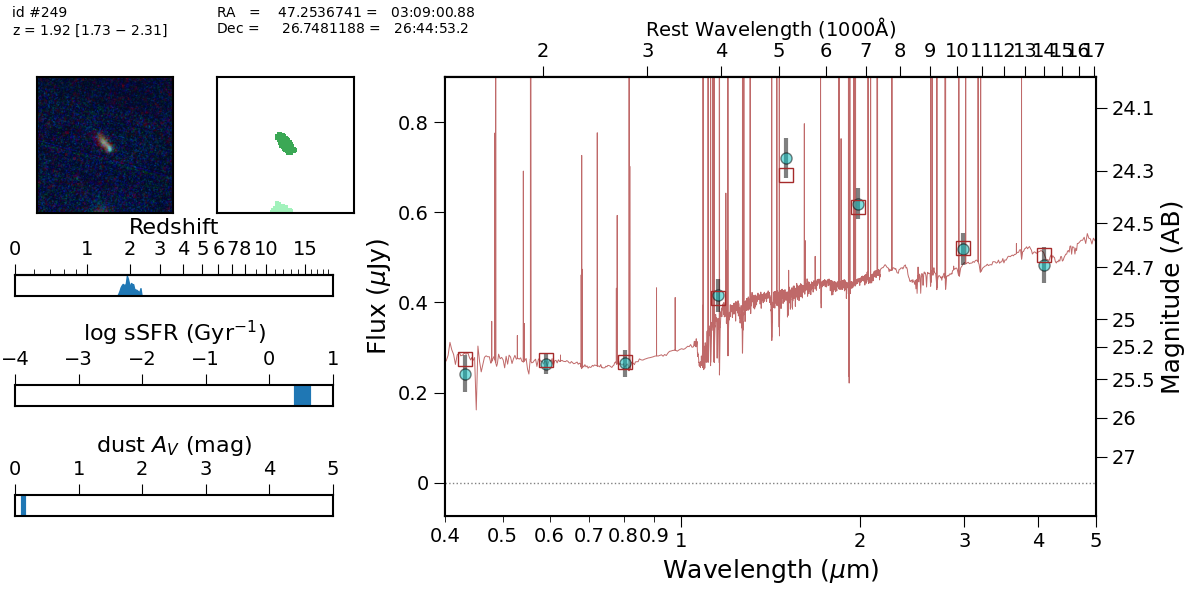 id #249
z = 1.92 [1.73 − 2.31]
RA = 47.2536741 = 03:09:00.88
Dec = 26.7481188 = 26:44:53.2
Redshift
0 1 2 3 4 5 6 7 8 10 15
log sSFR (Gyr⁻¹)
−4 −3 −2 −1 0 1
dust A_V (mag)
0 1 2 3 4 5
Rest Wavelength (1000Å)
2 3 4 5 6 7 8 9 10 11 12 13 14 15 16 17
Flux (μJy)
0.8
0.6
0.4
0.2
0
24.1
24.3
24.5
24.7
25
25.2
25.5
26
27
Magnitude (AB)
0.4 0.5 0.6 0.7 0.8 0.9 1 2 3 4 5
Wavelength (μm)